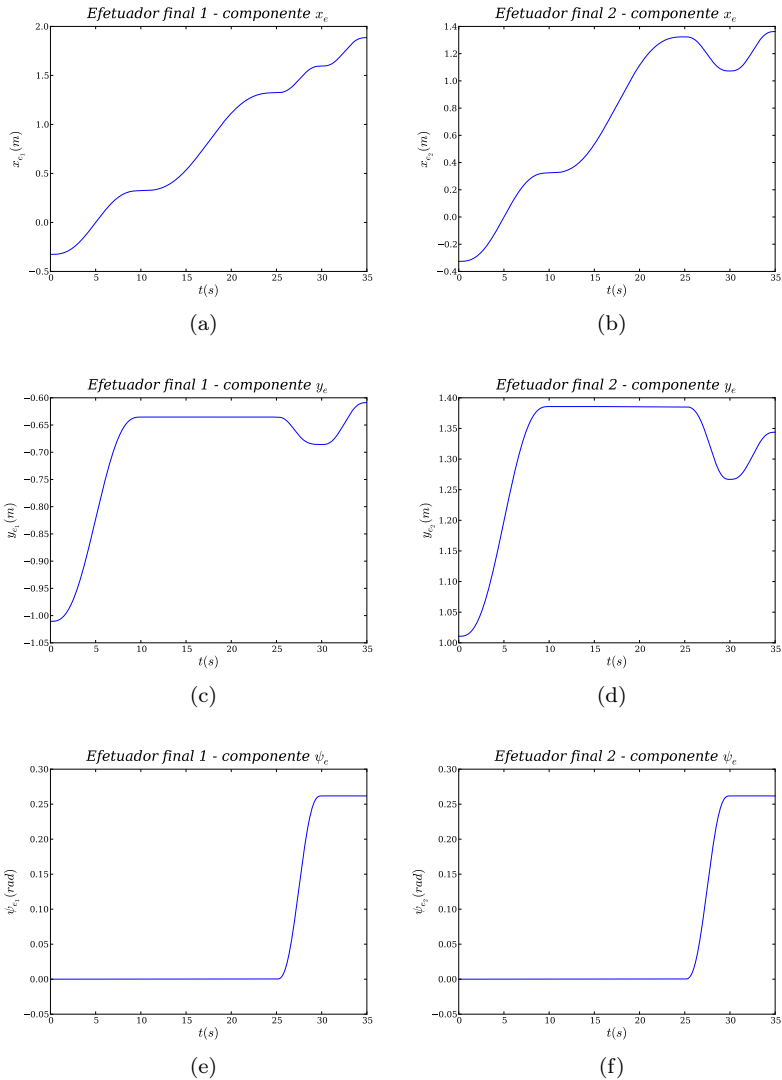 Efetuador final 1 - componente xₑ
2.0
1.5
1.0
0.5
0.0
−0.5
x_{e_1}(m)
0 5 10 15 20 25 30 35
t(s)
(a)
Efetuador final 2 - componente xₑ
1.4
1.2
1.0
0.8
0.6
0.4
0.2
0.0
−0.2
−0.4
x_{e_2}(m)
0 5 10 15 20 25 30 35
t(s)
(b)
Efetuador final 1 - componente yₑ
−0.60
−0.65
−0.70
−0.75
−0.80
−0.85
−0.90
−0.95
−1.00
−1.05
y_{e_1}(m)
0 5 10 15 20 25 30 35
t(s)
(c)
Efetuador final 2 - componente yₑ
1.40
1.35
1.30
1.25
1.20
1.15
1.10
1.05
1.00
y_{e_2}(m)
0 5 10 15 20 25 30 35
t(s)
(d)
Efetuador final 1 - componente ψₑ
0.30
0.25
0.20
0.15
0.10
0.05
0.00
−0.05
ψ_{e_1}(rad)
0 5 10 15 20 25 30 35
t(s)
(e)
Efetuador final 2 - componente ψₑ
0.30
0.25
0.20
0.15
0.10
0.05
0.00
−0.05
ψ_{e_2}(rad)
0 5 10 15 20 25 30 35
t(s)
(f)